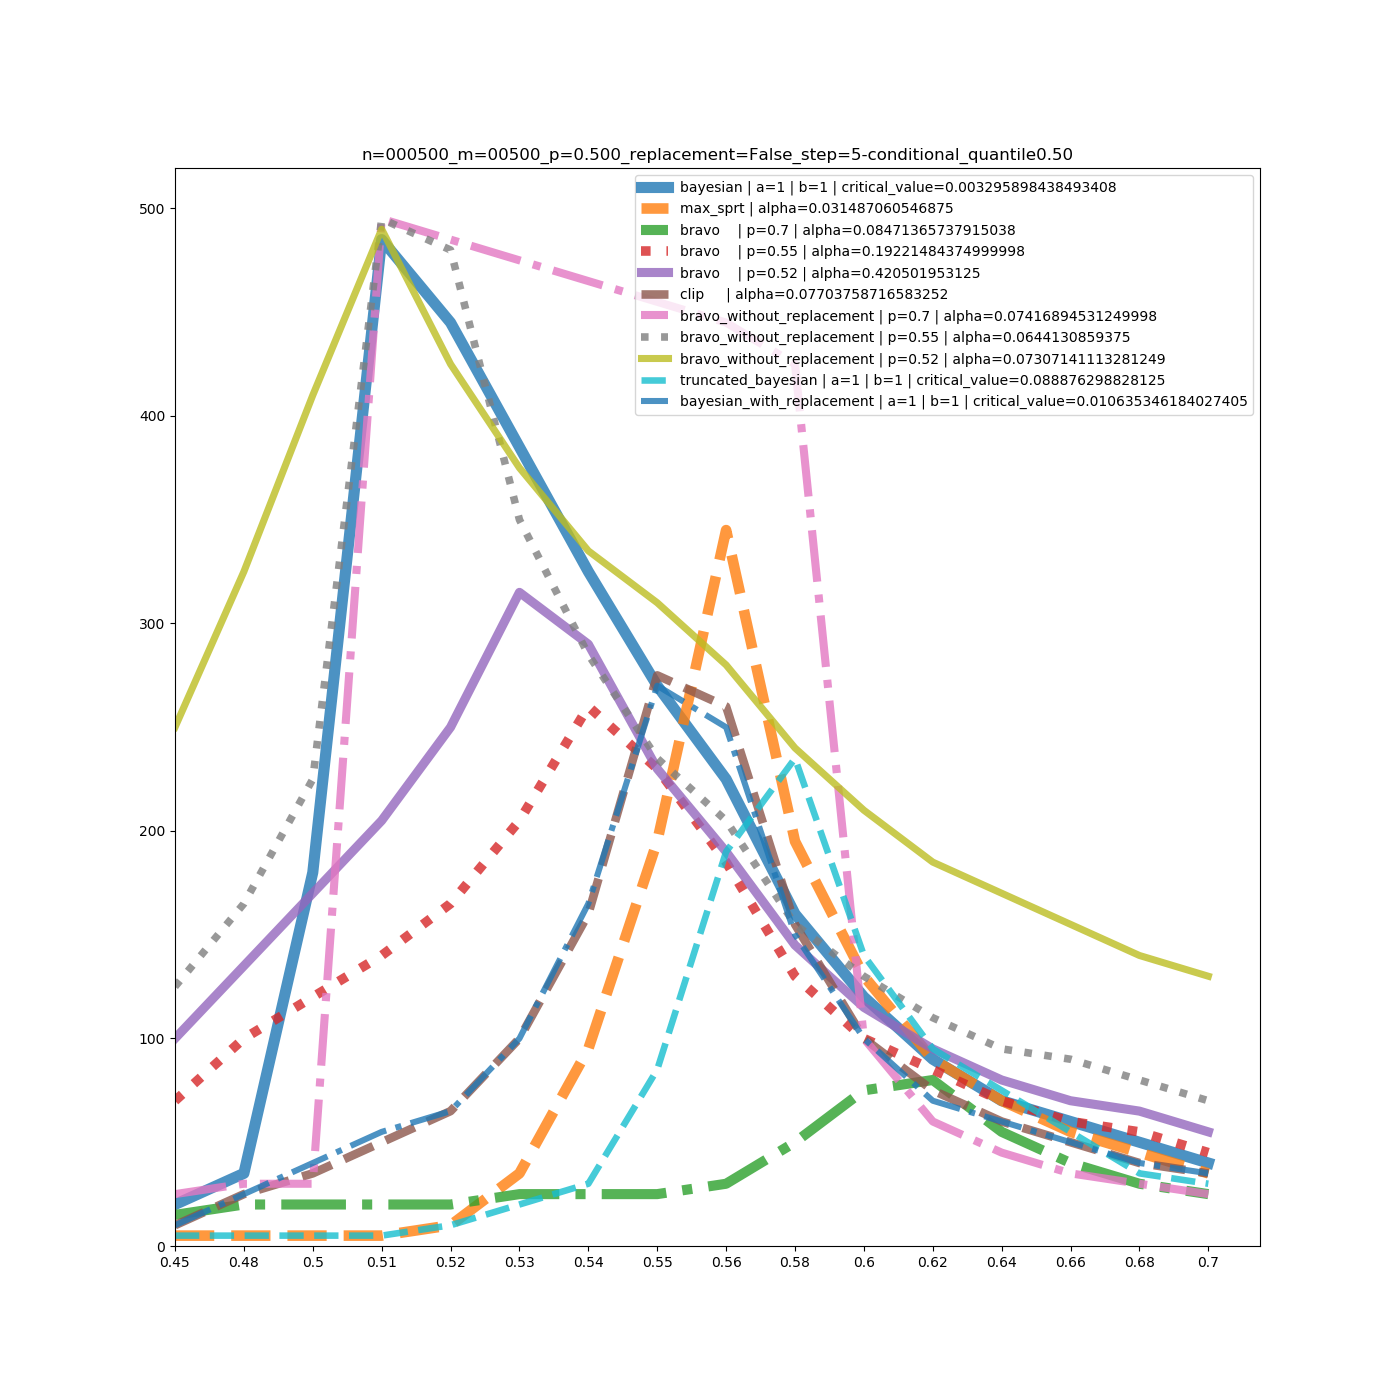 n=000500_m=00500_p=0.500_replacement=False_step=5-conditional_quantile0.50
bayesian | a=1 | b=1 | critical_value=0.003295898438493408
max_sprt | alpha=0.031487060546875
bravo | p=0.7 | alpha=0.08471365737915038
bravo | p=0.55 | alpha=0.19221484374999998
bravo | p=0.52 | alpha=0.420501953125
clip | alpha=0.07703758716583252
bravo_without_replacement | p=0.7 | alpha=0.07416894531249998
bravo_without_replacement | p=0.55 | alpha=0.0644130859375
bravo_without_replacement | p=0.52 | alpha=0.07307141113281249
truncated_bayesian | a=1 | b=1 | critical_value=0.088876298828125
bayesian_with_replacement | a=1 | b=1 | critical_value=0.010635346184027405
500
400
300
200
100
0
0.45 0.48 0.5 0.51 0.52 0.53 0.54 0.55 0.56 0.58 0.6 0.62 0.64 0.66 0.68 0.7